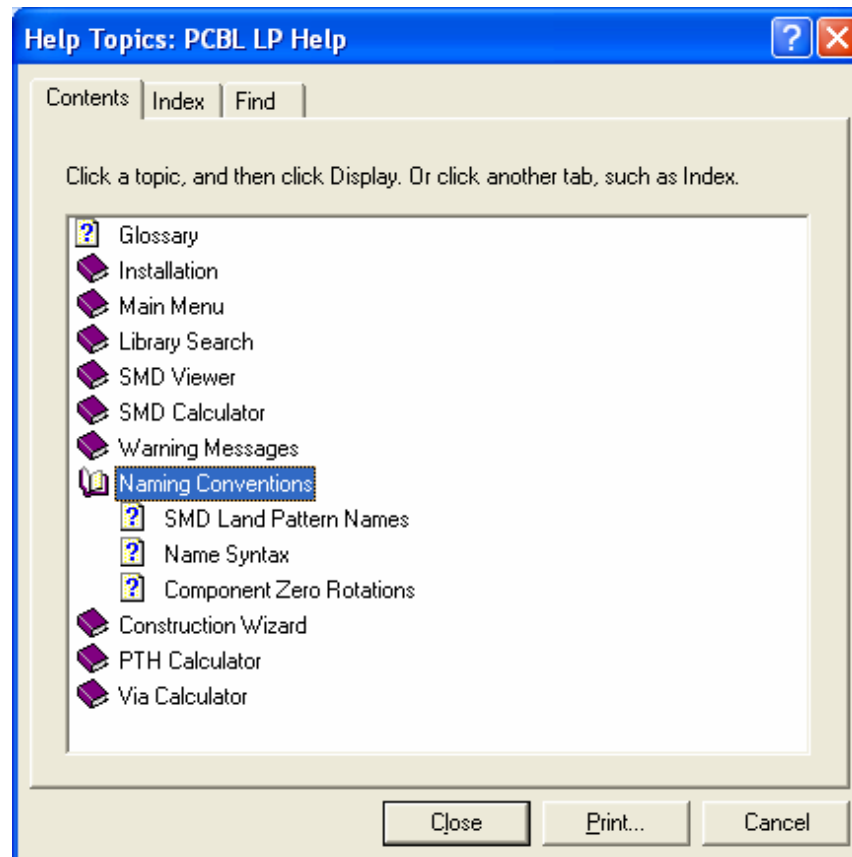 Help Topics: PCBL LP Help
Contents Index Find
Click a topic, and then click Display. Or click another tab, such as Index.
Glossary
Installation
Main Menu
Library Search
SMD Viewer
SMD Calculator
Warning Messages
Naming Conventions
SMD Land Pattern Names
Name Syntax
Component Zero Rotations
Construction Wizard
PTH Calculator
Via Calculator
Close Print... Cancel